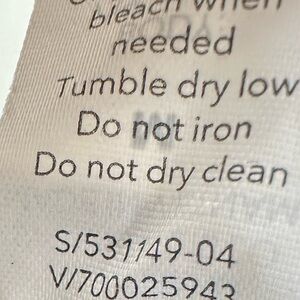 bleach when
needed
Tumble dry low
Do not iron
Do not dry clean
S/531149-04
V/700025943